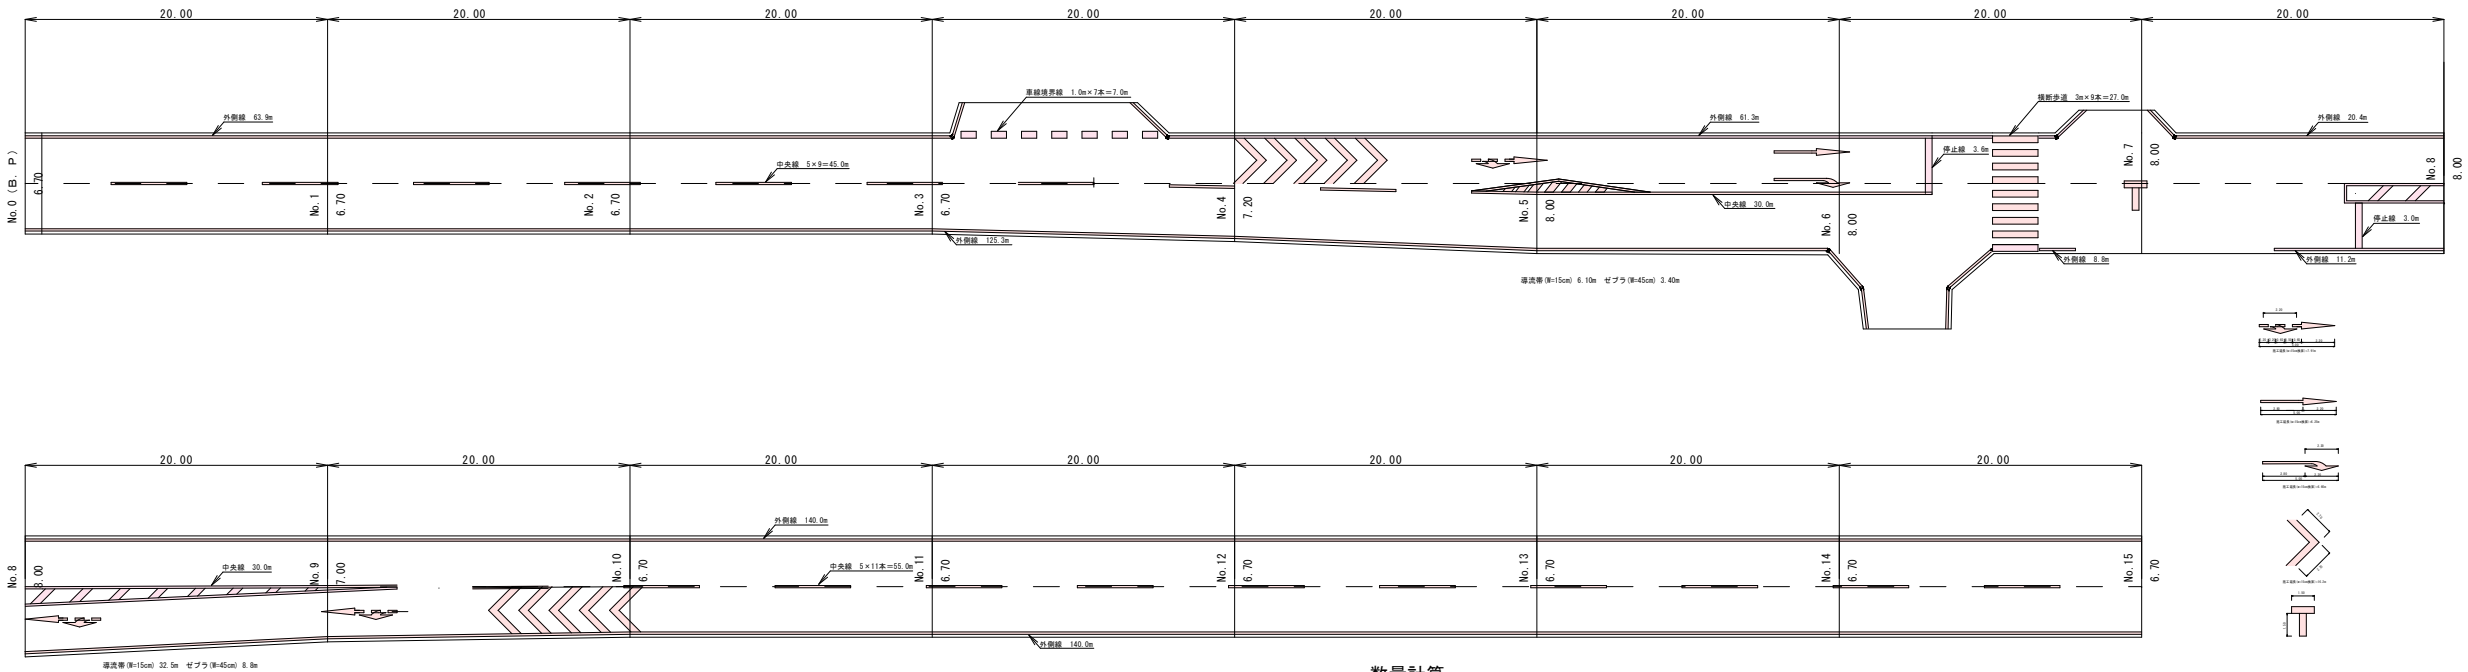 20.00 20.00 20.00 20.00 20.00 20.00 20.00 20.00
車線境界線 1.0m×7本=7.0m
横断歩道 3m×9本=27.0m
外側線 63.9m
外側線 61.3m
外側線 20.4m
停止線 3.6m
中央線 5×9=45.0m
中央線 30.0m
停止線 3.0m
No.0 (B.P)
6.70
No.1
6.70
No.2
6.70
No.3
6.70
No.4
7.20
No.5
8.00
No.6
8.00
No.7
8.00
No.8
8.00
外側線 125.3m
外側線 8.8m
外側線 11.2m
導流帯(W=15cm) 6.10m ゼブラ(W=45cm) 3.40m
20.00 20.00 20.00 20.00 20.00 20.00 20.00
外側線 140.0m
中央線 30.0m
中央線 5×11本=55.0m
No.8
8.00
No.9
7.00
No.10
6.70
No.11
6.70
No.12
6.70
No.13
6.70
No.14
6.70
No.15
6.70
外側線 140.0m
導流帯(W=15cm) 32.5m ゼブラ(W=45cm) 8.8m
数量計算